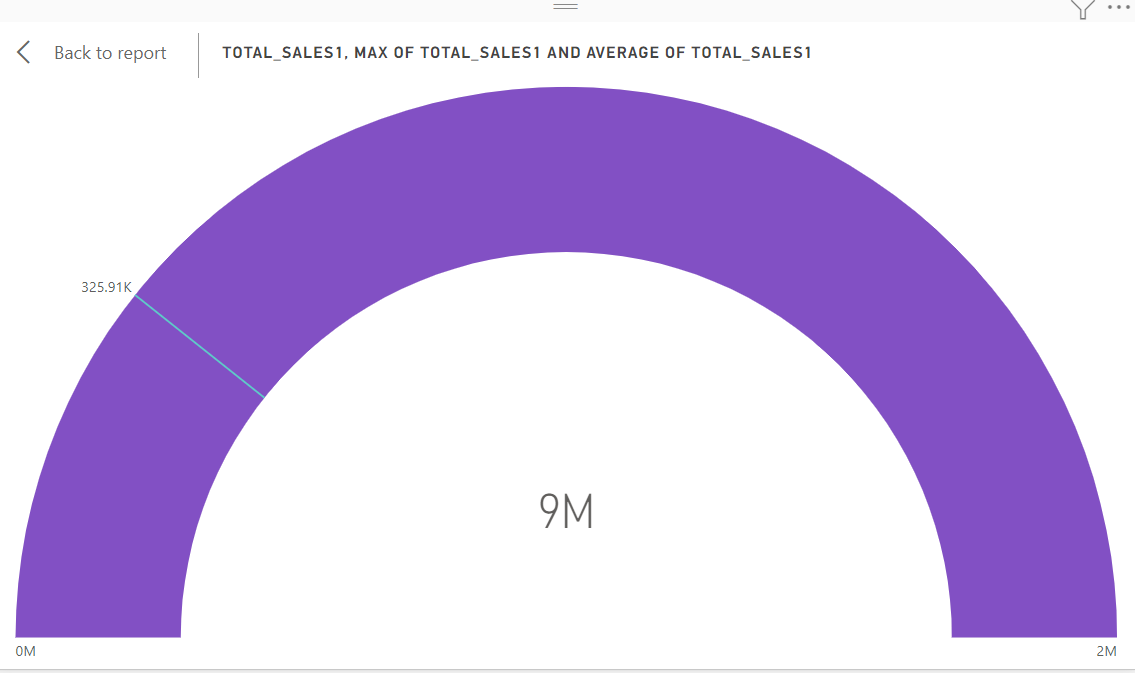 Back to report
TOTAL_SALES1, MAX OF TOTAL_SALES1 AND AVERAGE OF TOTAL_SALES1
325.91K
9M
0M
2M